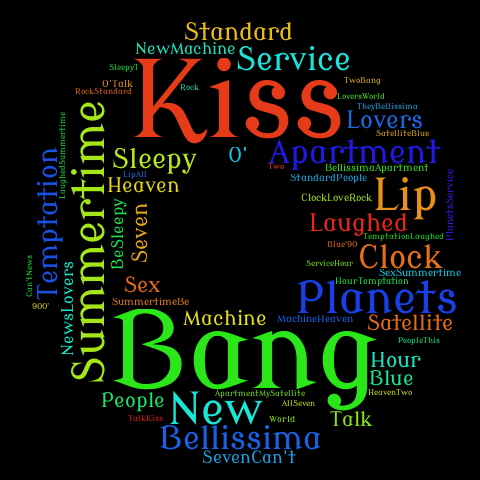 Standard
NewMachine
Service
SleepyT
Kiss
TwoBang
O'Talk
Rock
RockStandard
LoversWorld
TheyBellissima
Lovers
LaughedSummertime
SatelliteBlue
Summertime
Sleepy
O'
Apartment
Temptation
LipAll
Two
BellissimaApartment
Heaven
StandardPeople
Lip
PlanetsService
BeSleepy
Seven
ClockLoveRock
Laughed
TemptationLaughed
Blue'90
Clock
Can'tNews
NewsLovers
ServiceHour
SexSummertime
Sex
HourTemptation
900'
SummertimeBe
Planets
Bang
Machine
MachineHeaven
Satellite
PeopleThis
Hour
Blue
People
ApartmentMySatellite
HeavenTwo
New
AllSeven
TalkKiss
World
Talk
Bellissima
SevenCan't